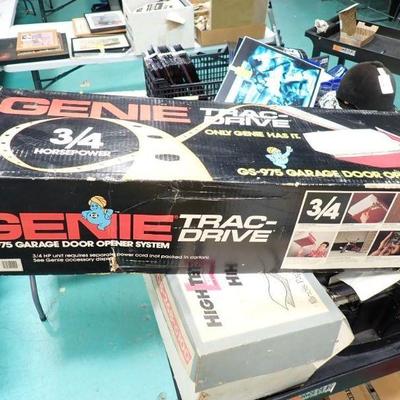 GENIE
TRAC-
DRIVE
3/4
HORSEPOWER
ONLY GENIE HAS IT.
GS-975 GARAGE DOOR
GENIE
TRAC-
DRIVE
3/4
975 GARAGE DOOR OPENER SYSTEM
3/4 HP unit requires separate power cord (not packed in carton).
See Genie accessory display
HIGH
HH